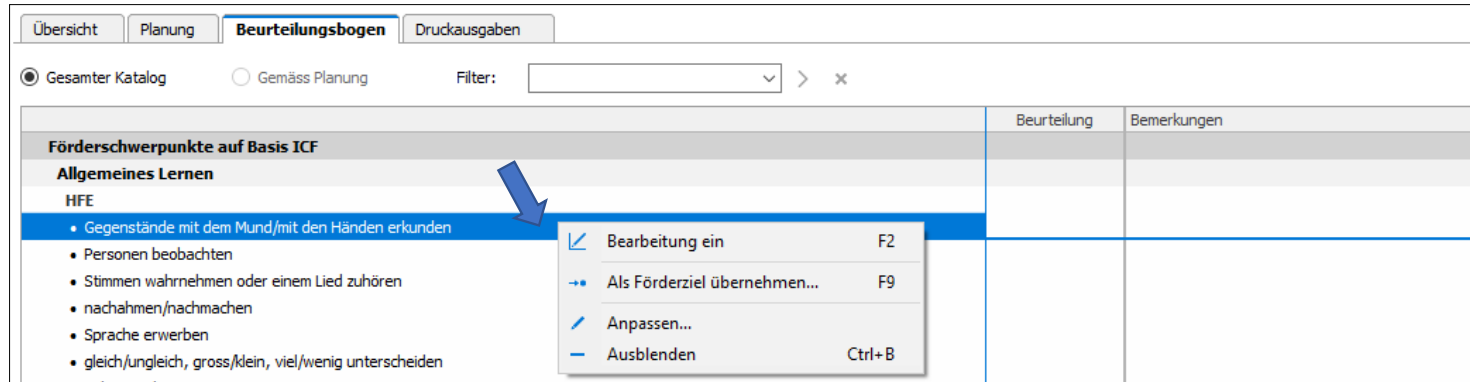 Übersicht Planung Beurteilungsbogen Druckausgaben
Gesamter Katalog Gemäss Planung Filter:
Beurteilung Bemerkungen
Förderschwerpunkte auf Basis ICF
Allgemeines Lernen
HFE
• Gegenstände mit dem Mund/mit den Händen erkunden
• Personen beobachten
• Stimmen wahrnehmen oder einem Lied zuhören
• nachahmen/nachmachen
• Sprache erwerben
• gleich/ungleich, gross/klein, viel/wenig unterscheiden
Bearbeitung ein F2
Als Förderziel übernehmen... F9
Anpassen...
Ausblenden Ctrl+B